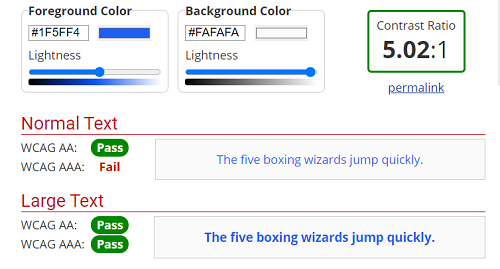 Foreground Color
#1F5FF4
Lightness
Background Color
#FAFAFA
Lightness
Contrast Ratio
5.02:1
permalink
Normal Text
WCAG AA: Pass
WCAG AAA: Fail
The five boxing wizards jump quickly.
Large Text
WCAG AA: Pass
WCAG AAA: Pass
The five boxing wizards jump quickly.